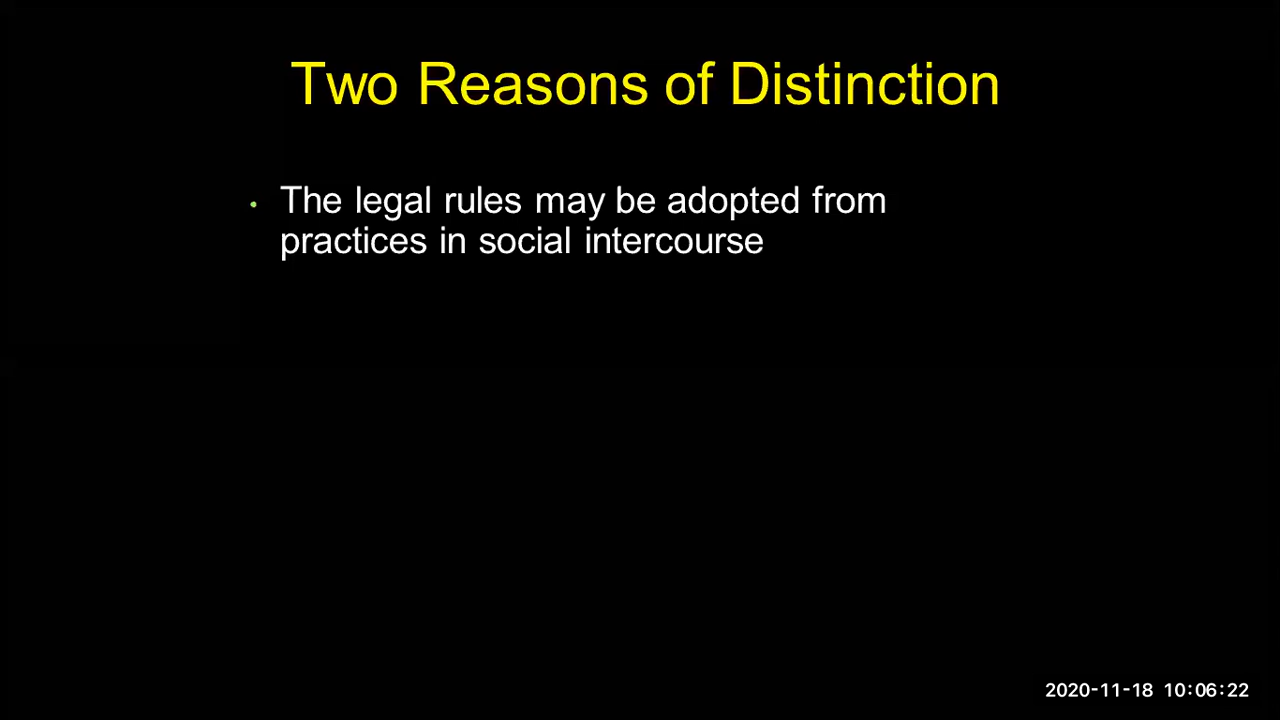 Two Reasons of Distinction
• The legal rules may be adopted from
practices in social intercourse
2020-11-18 10:06:22